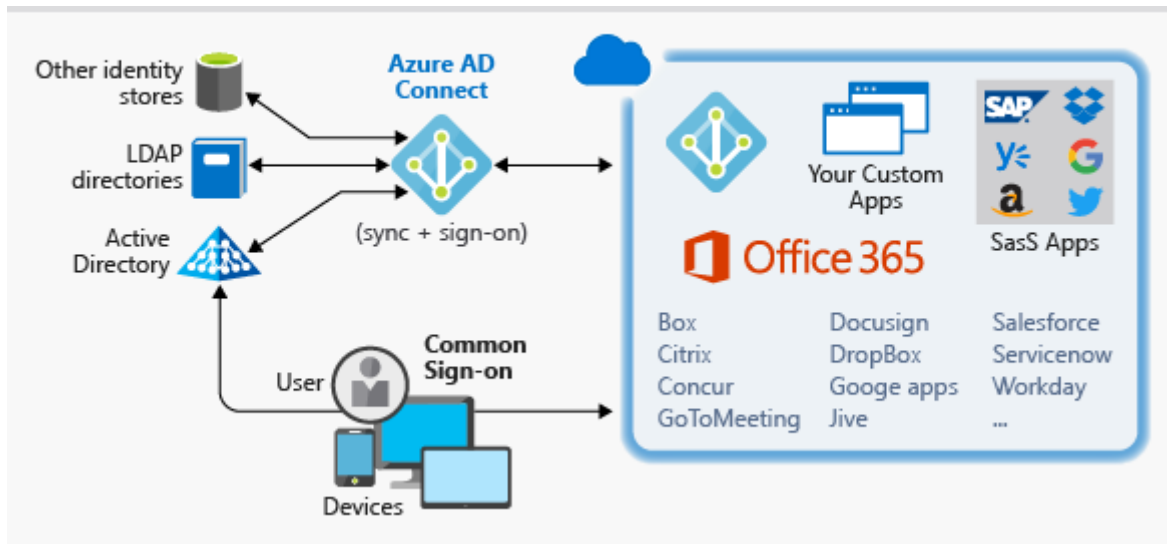 Other identity
stores
LDAP
directories
Active
Directory
Azure AD
Connect
(sync + sign-on)
User
Common
Sign-on
Devices
Your Custom
Apps
SAP
a
SasS Apps
Office 365
Box
Citrix
Concur
GoToMeeting
Docusign
DropBox
Googe apps
Jive
Salesforce
Servicenow
Workday
...